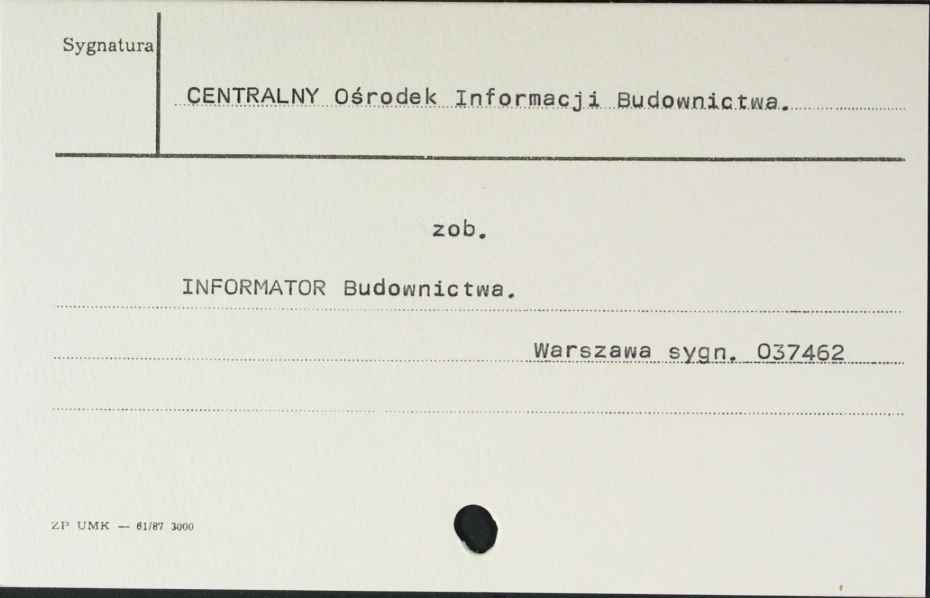 Sygnatura
CENTRALNY Ośrodek Informacji Budownictwa.
zob.
INFORMATOR Budownictwa.
Warszawa sygn. 037462
ZP UMK — 61/87 3000